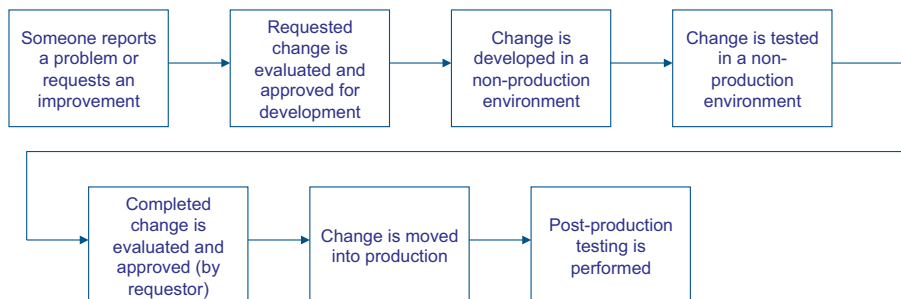 Someone reports
a problem or
requests an
improvement
Requested
change is
evaluated and
approved for
development
Change is
developed in a
non-production
environment
Change is tested
in a non-
production
environment
Completed
change is
evaluated and
approved (by
requestor)
Change is moved
into production
Post-production
testing is
performed